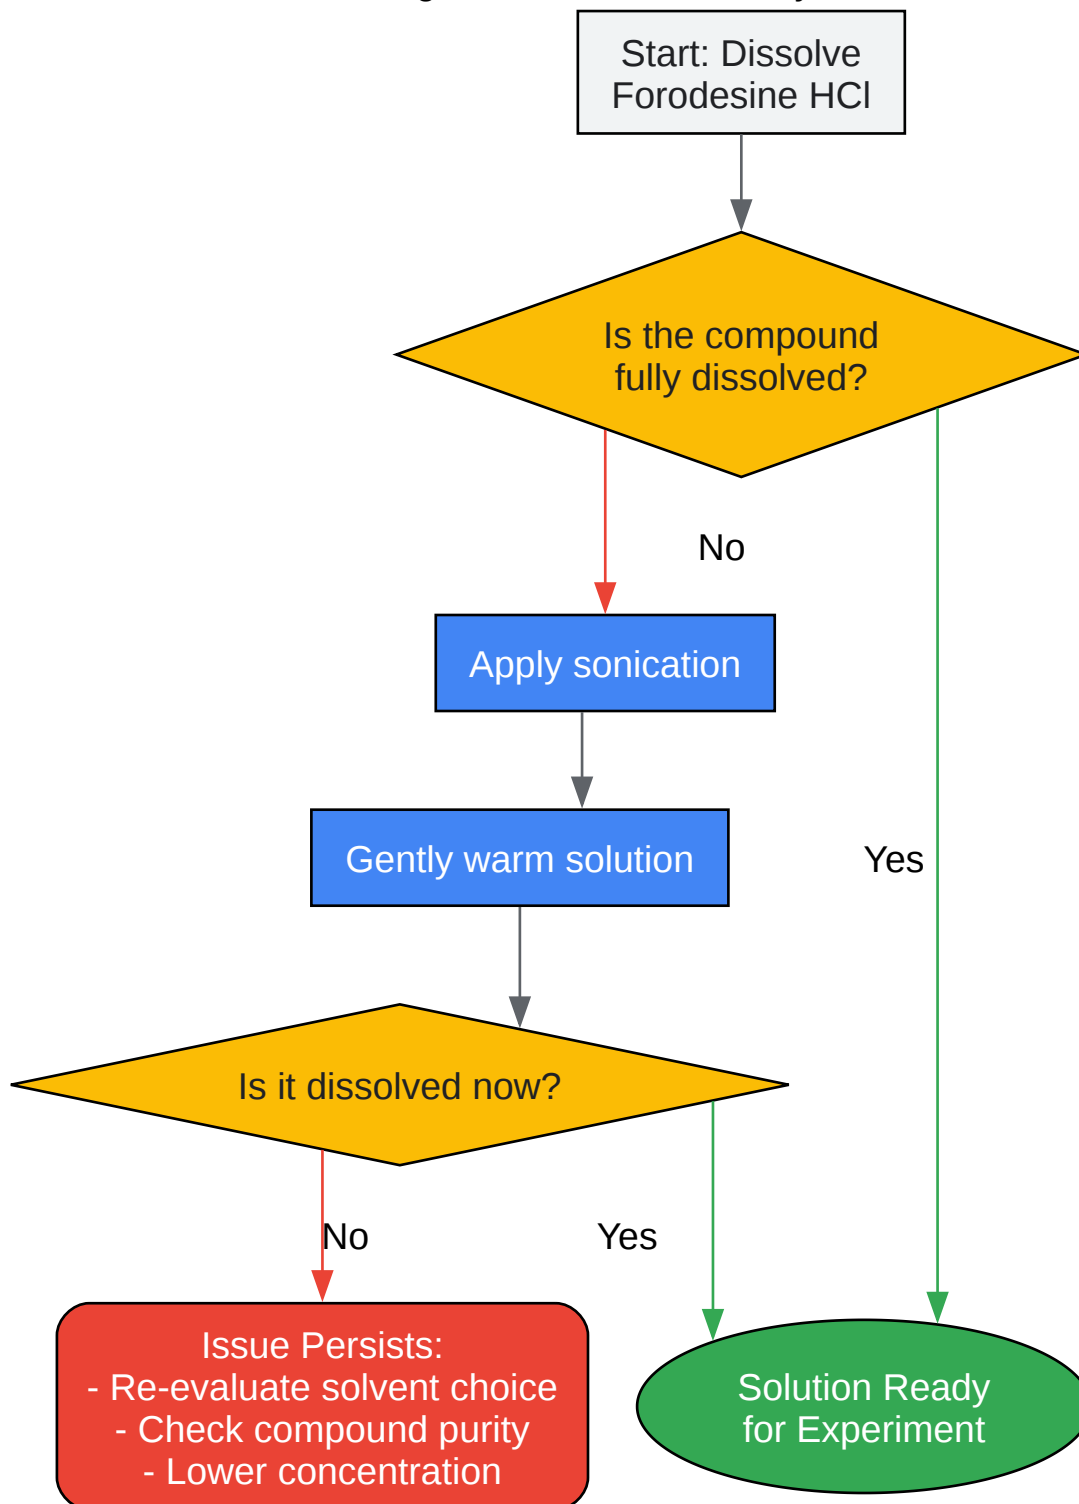 Start: Dissolve
Forodesine HCl
Is the compound
fully dissolved?
No
Apply sonication
Gently warm solution
Yes
Is it dissolved now?
No
Yes
Issue Persists:
- Re-evaluate solvent choice
- Check compound purity
- Lower concentration
Solution Ready
for Experiment